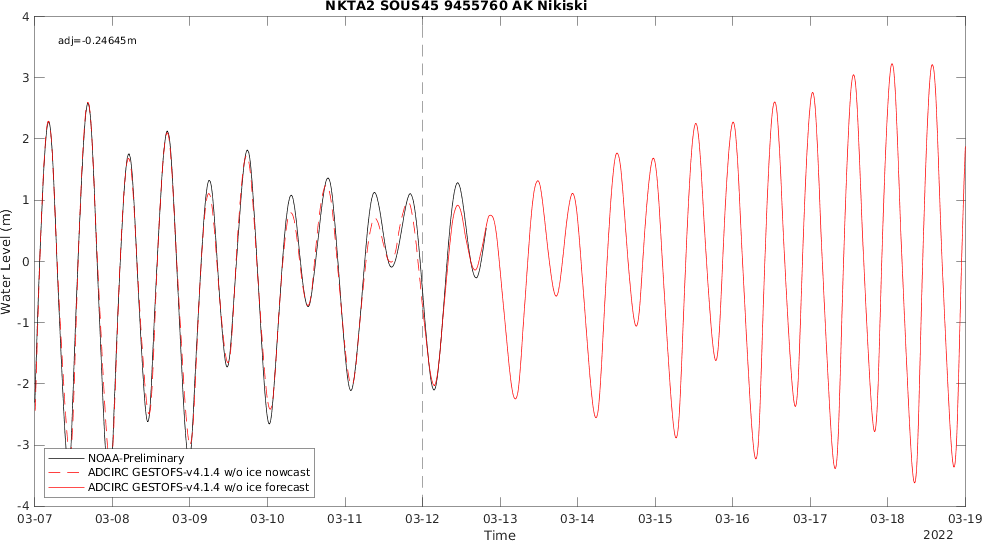 NKTA2 SOUS45 9455760 AK Nikiski
adj=-0.24645m
4
3
2
1
0
-1
-2
-3
-4
Water Level (m)
NOAA-Preliminary
ADCIRC GESTOFS-v4.1.4 w/o ice nowcast
ADCIRC GESTOFS-v4.1.4 w/o ice forecast
03-07 03-08 03-09 03-10 03-11 03-12 03-13 03-14 03-15 03-16 03-17 03-18 03-19
Time
2022